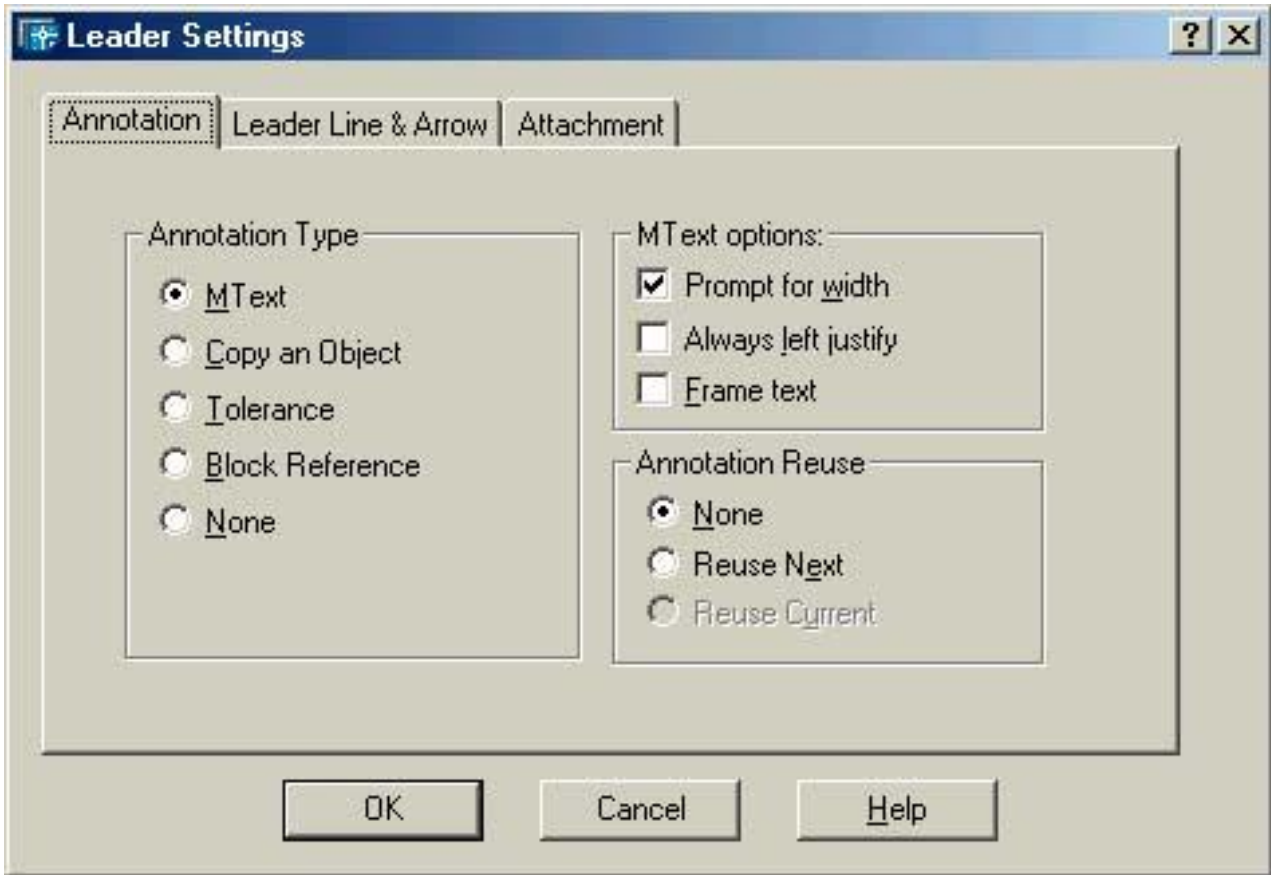 Leader Settings
Annotation
Leader Line & Arrow
Attachment
Annotation Type
MText
Copy an Object
Tolerance
Block Reference
None
MText options:
Prompt for width
Always left justify
Frame text
Annotation Reuse
None
Reuse Next
Reuse Current
OK
Cancel
Help